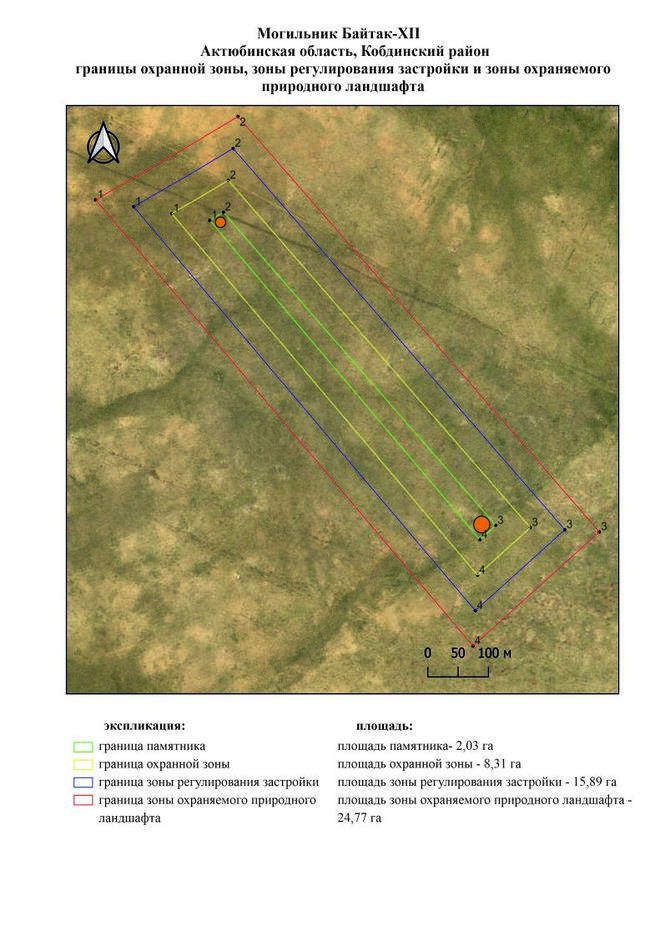 Могильник Байтак-XII
Актюбинская область, Кобдинский район
границы охранной зоны, зоны регулирования застройки и зоны охраняемого
природного ландшафта
2
2
1
1
2
1
1
2
3
3
3
3
4
4
4
4
0 50 100 м
экспликация:
площадь:
граница памятника
площадь памятника- 2,03 га
граница охранной зоны
площадь охранной зоны - 8,31 га
граница зоны регулирования застройки
площадь зоны регулирования застройки - 15,89 га
граница зоны охраняемого природного
площадь зоны охраняемого природного ландшафта -
ландшафта
24,77 га